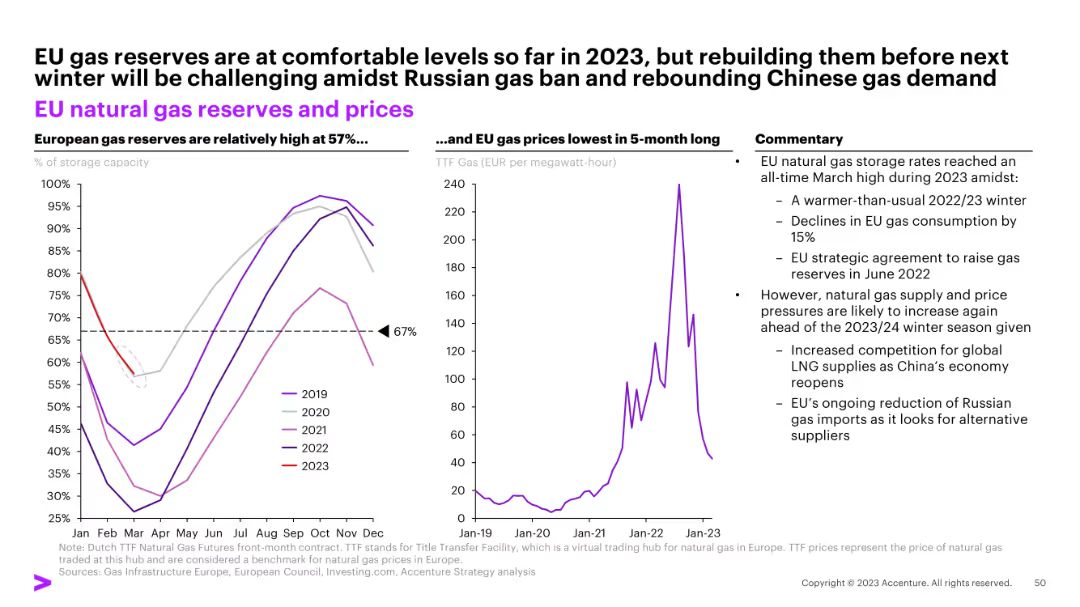 EU gas reserves are at comfortable levels so far in 2023, but rebuilding them before next
winter will be challenging amidst Russian gas ban and rebounding Chinese gas demand
EU natural gas reserves and prices
European gas reserves are relatively high at 57%...
% of storage capacity
100%
95%
90%
85%
80%
75%
70%
65%
60%
55%
50%
45%
40%
35%
30%
25%
67%
2019
2020
2021
2022
2023
Jan Feb Mar Apr May Jun Jul Aug Sep Oct Nov Dec
...and EU gas prices lowest in 5-month long
TTF Gas (EUR per megawatt-hour)
240
220
200
180
160
140
120
100
80
60
40
20
0
Jan-19 Jan-20 Jan-21 Jan-22 Jan-23
Commentary
• EU natural gas storage rates reached an
all-time March high during 2023 amidst:
– A warmer-than-usual 2022/23 winter
– Declines in EU gas consumption by
15%
– EU strategic agreement to raise gas
reserves in June 2022
• However, natural gas supply and price
pressures are likely to increase again
ahead of the 2023/24 winter season given
– Increased competition for global
LNG supplies as China's economy
reopens
– EU's ongoing reduction of Russian
gas imports as it looks for alternative
suppliers
Note: Dutch TTF Natural Gas Futures front-month contract. TTF stands for Title Transfer Facility, which is a virtual trading hub for natural gas in Europe. TTF prices represent the price of natural gas
traded at this hub and are considered a benchmark for natural gas prices in Europe.
Sources: Gas Infrastructure Europe, European Council, Investing.com, Accenture Strategy analysis
Copyright © 2023 Accenture. All rights reserved. 50